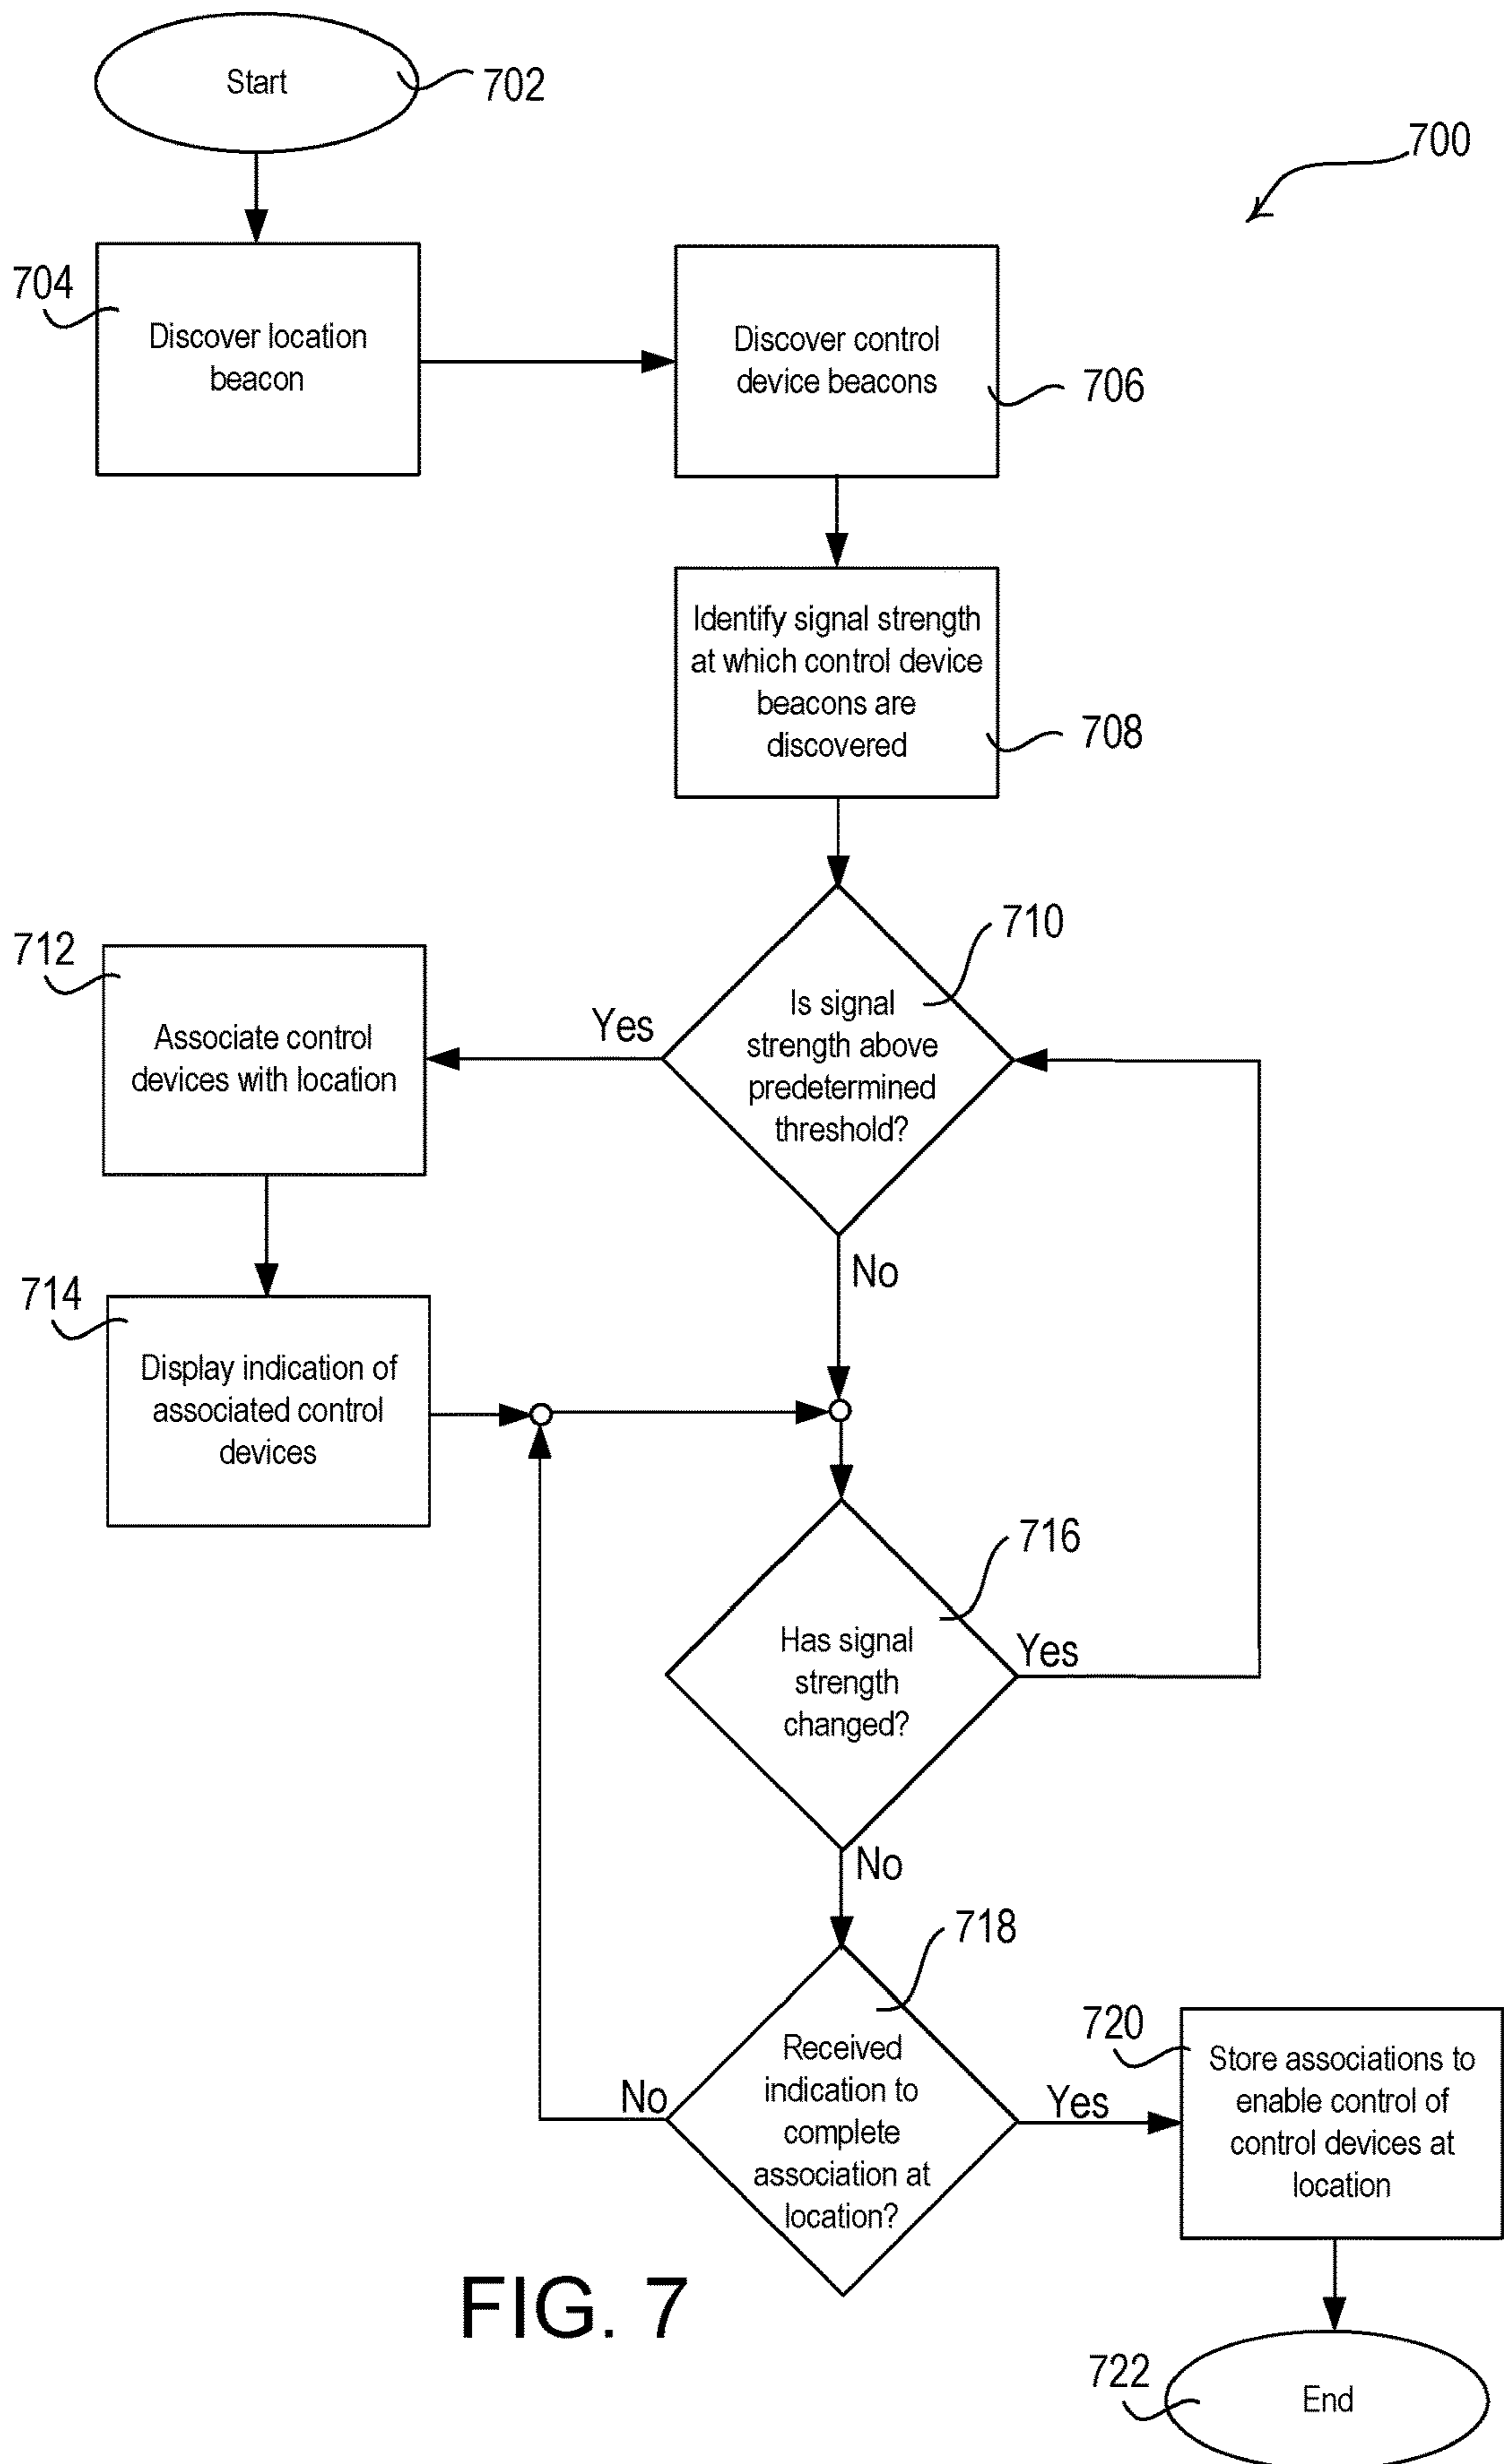 Start
702
700
704
Discover location
beacon
Discover control
device beacons
706
Identify signal strength
at which control device
beacons are
discovered
708
710
712
Is signal
strength above
predetermined
threshold?
Yes
Associate control
devices with location
No
714
Display indication of
associated control
devices
716
Has signal
strength
changed?
Yes
No
718
Received
indication to
complete
association at
location?
No
Yes
720
Store associations to
enable control of
control devices at
location
FIG. 7
722
End